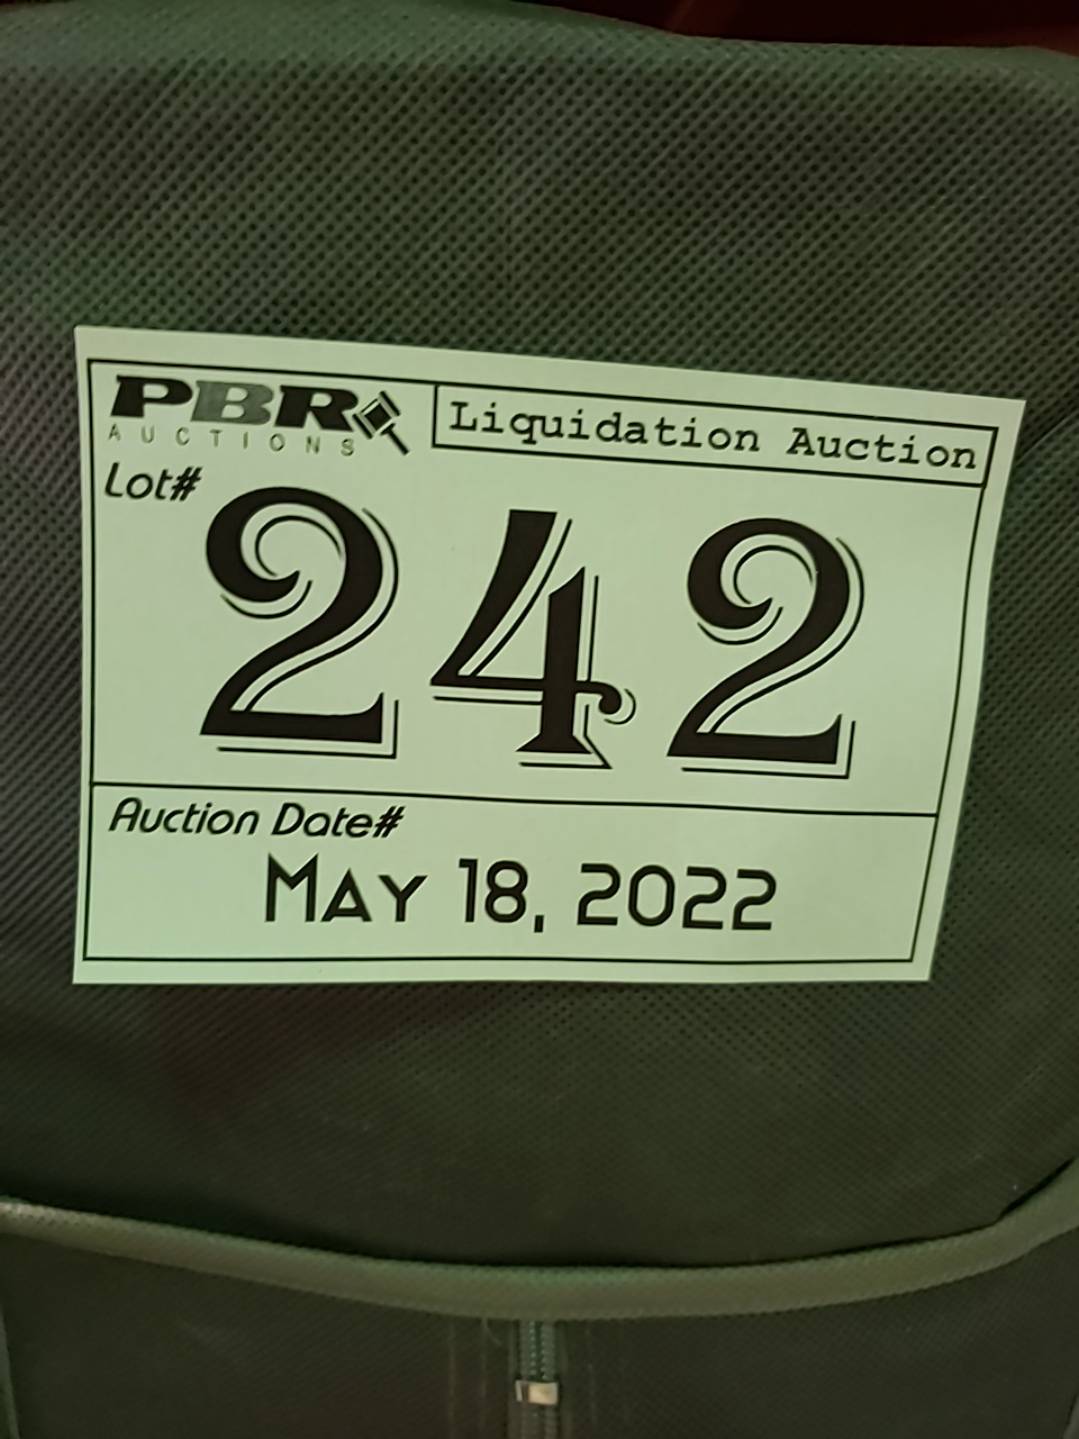 PBR
AUCTIONS
Liquidation Auction
Lot#
242
Auction Date#
May 18, 2022